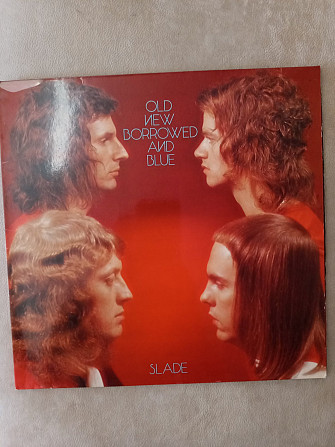 OLD
NEW
BORROWED
AND
BLUE
SLADE